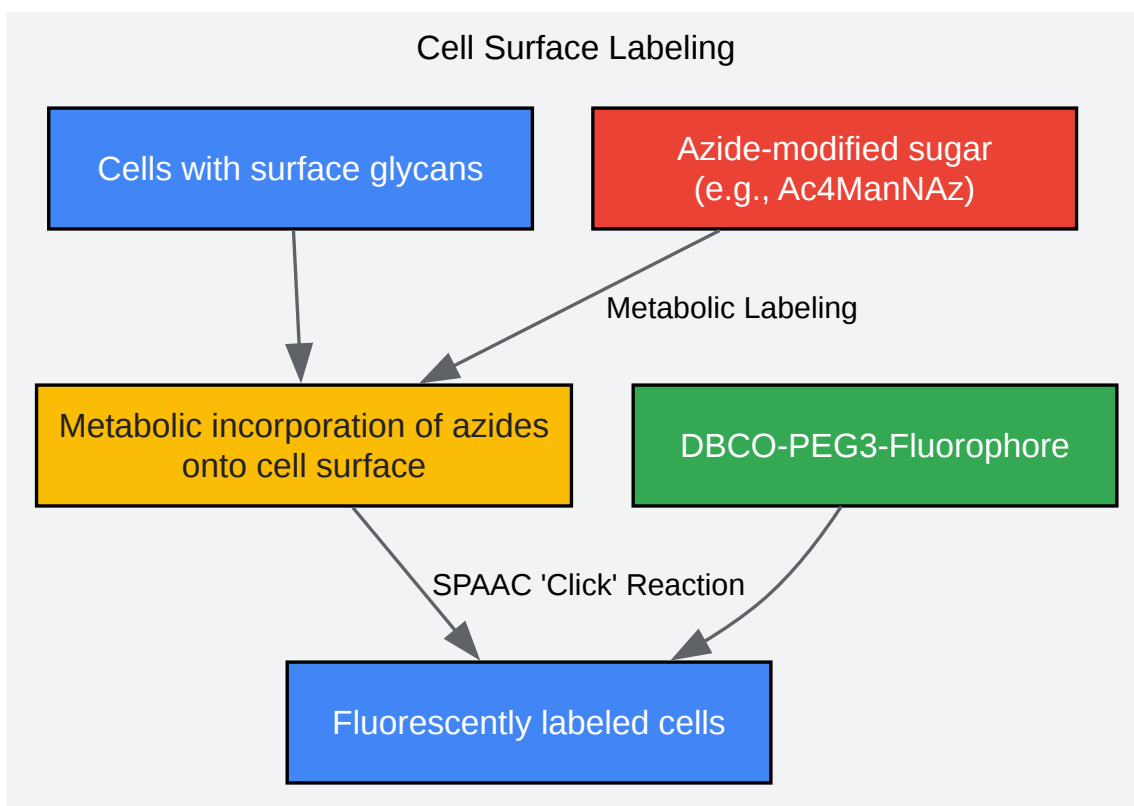 Cell Surface Labeling
Cells with surface glycans
Azide-modified sugar
(e.g., Ac4ManNAz)
Metabolic Labeling
Metabolic incorporation of azides
onto cell surface
DBCO-PEG3-Fluorophore
SPAAC 'Click' Reaction
Fluorescently labeled cells